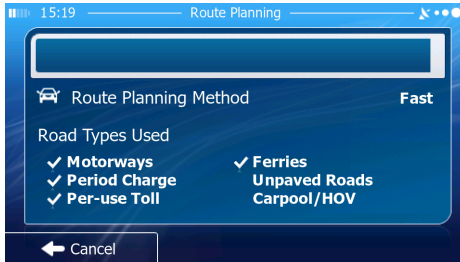 15:19 Route Planning
Route Planning Method Fast
Road Types Used
Motorways Ferries
Period Charge Unpaved Roads
Per-use Toll Carpool/HOV
Cancel